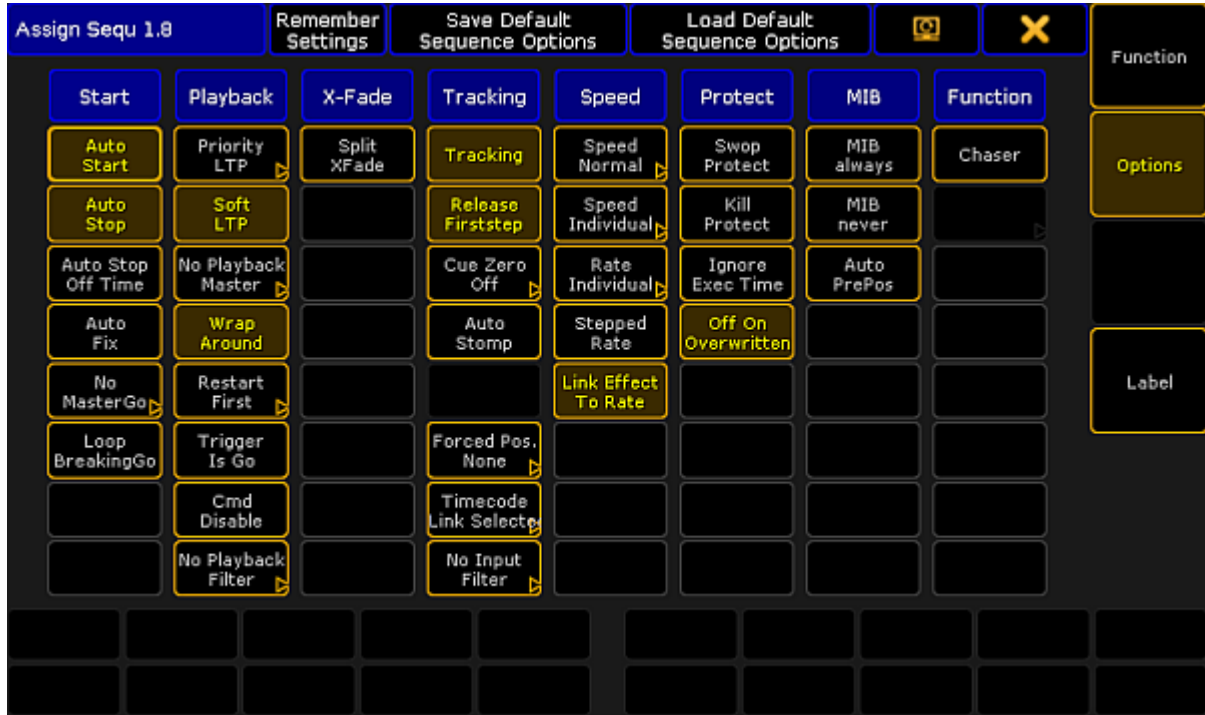 Assign Sequ 1.8
Remember
Settings
Save Default
Sequence Options
Load Default
Sequence Options
Function
Start
Playback
X-Fade
Tracking
Speed
Protect
MIB
Function
Auto
Start
Priority
LTP
Split
XFade
Tracking
Speed
Normal
Swop
Protect
MIB
always
Chaser
Options
Auto
Stop
Soft
LTP
Release
Firststep
Speed
Individual
Kill
Protect
MIB
never
Auto Stop
Off Time
No Playback
Master
Cue Zero
Off
Rate
Individual
Ignore
Exec Time
Auto
PrePos
Auto
Fix
Wrap
Around
Auto
Stomp
Stepped
Rate
Off On
Overwritten
No
MasterGo
Restart
First
Link Effect
To Rate
Label
Loop
BreakingGo
Trigger
Is Go
Forced Pos.
None
Cmd
Disable
Timecode
Link Selecte
No Playback
Filter
No Input
Filter